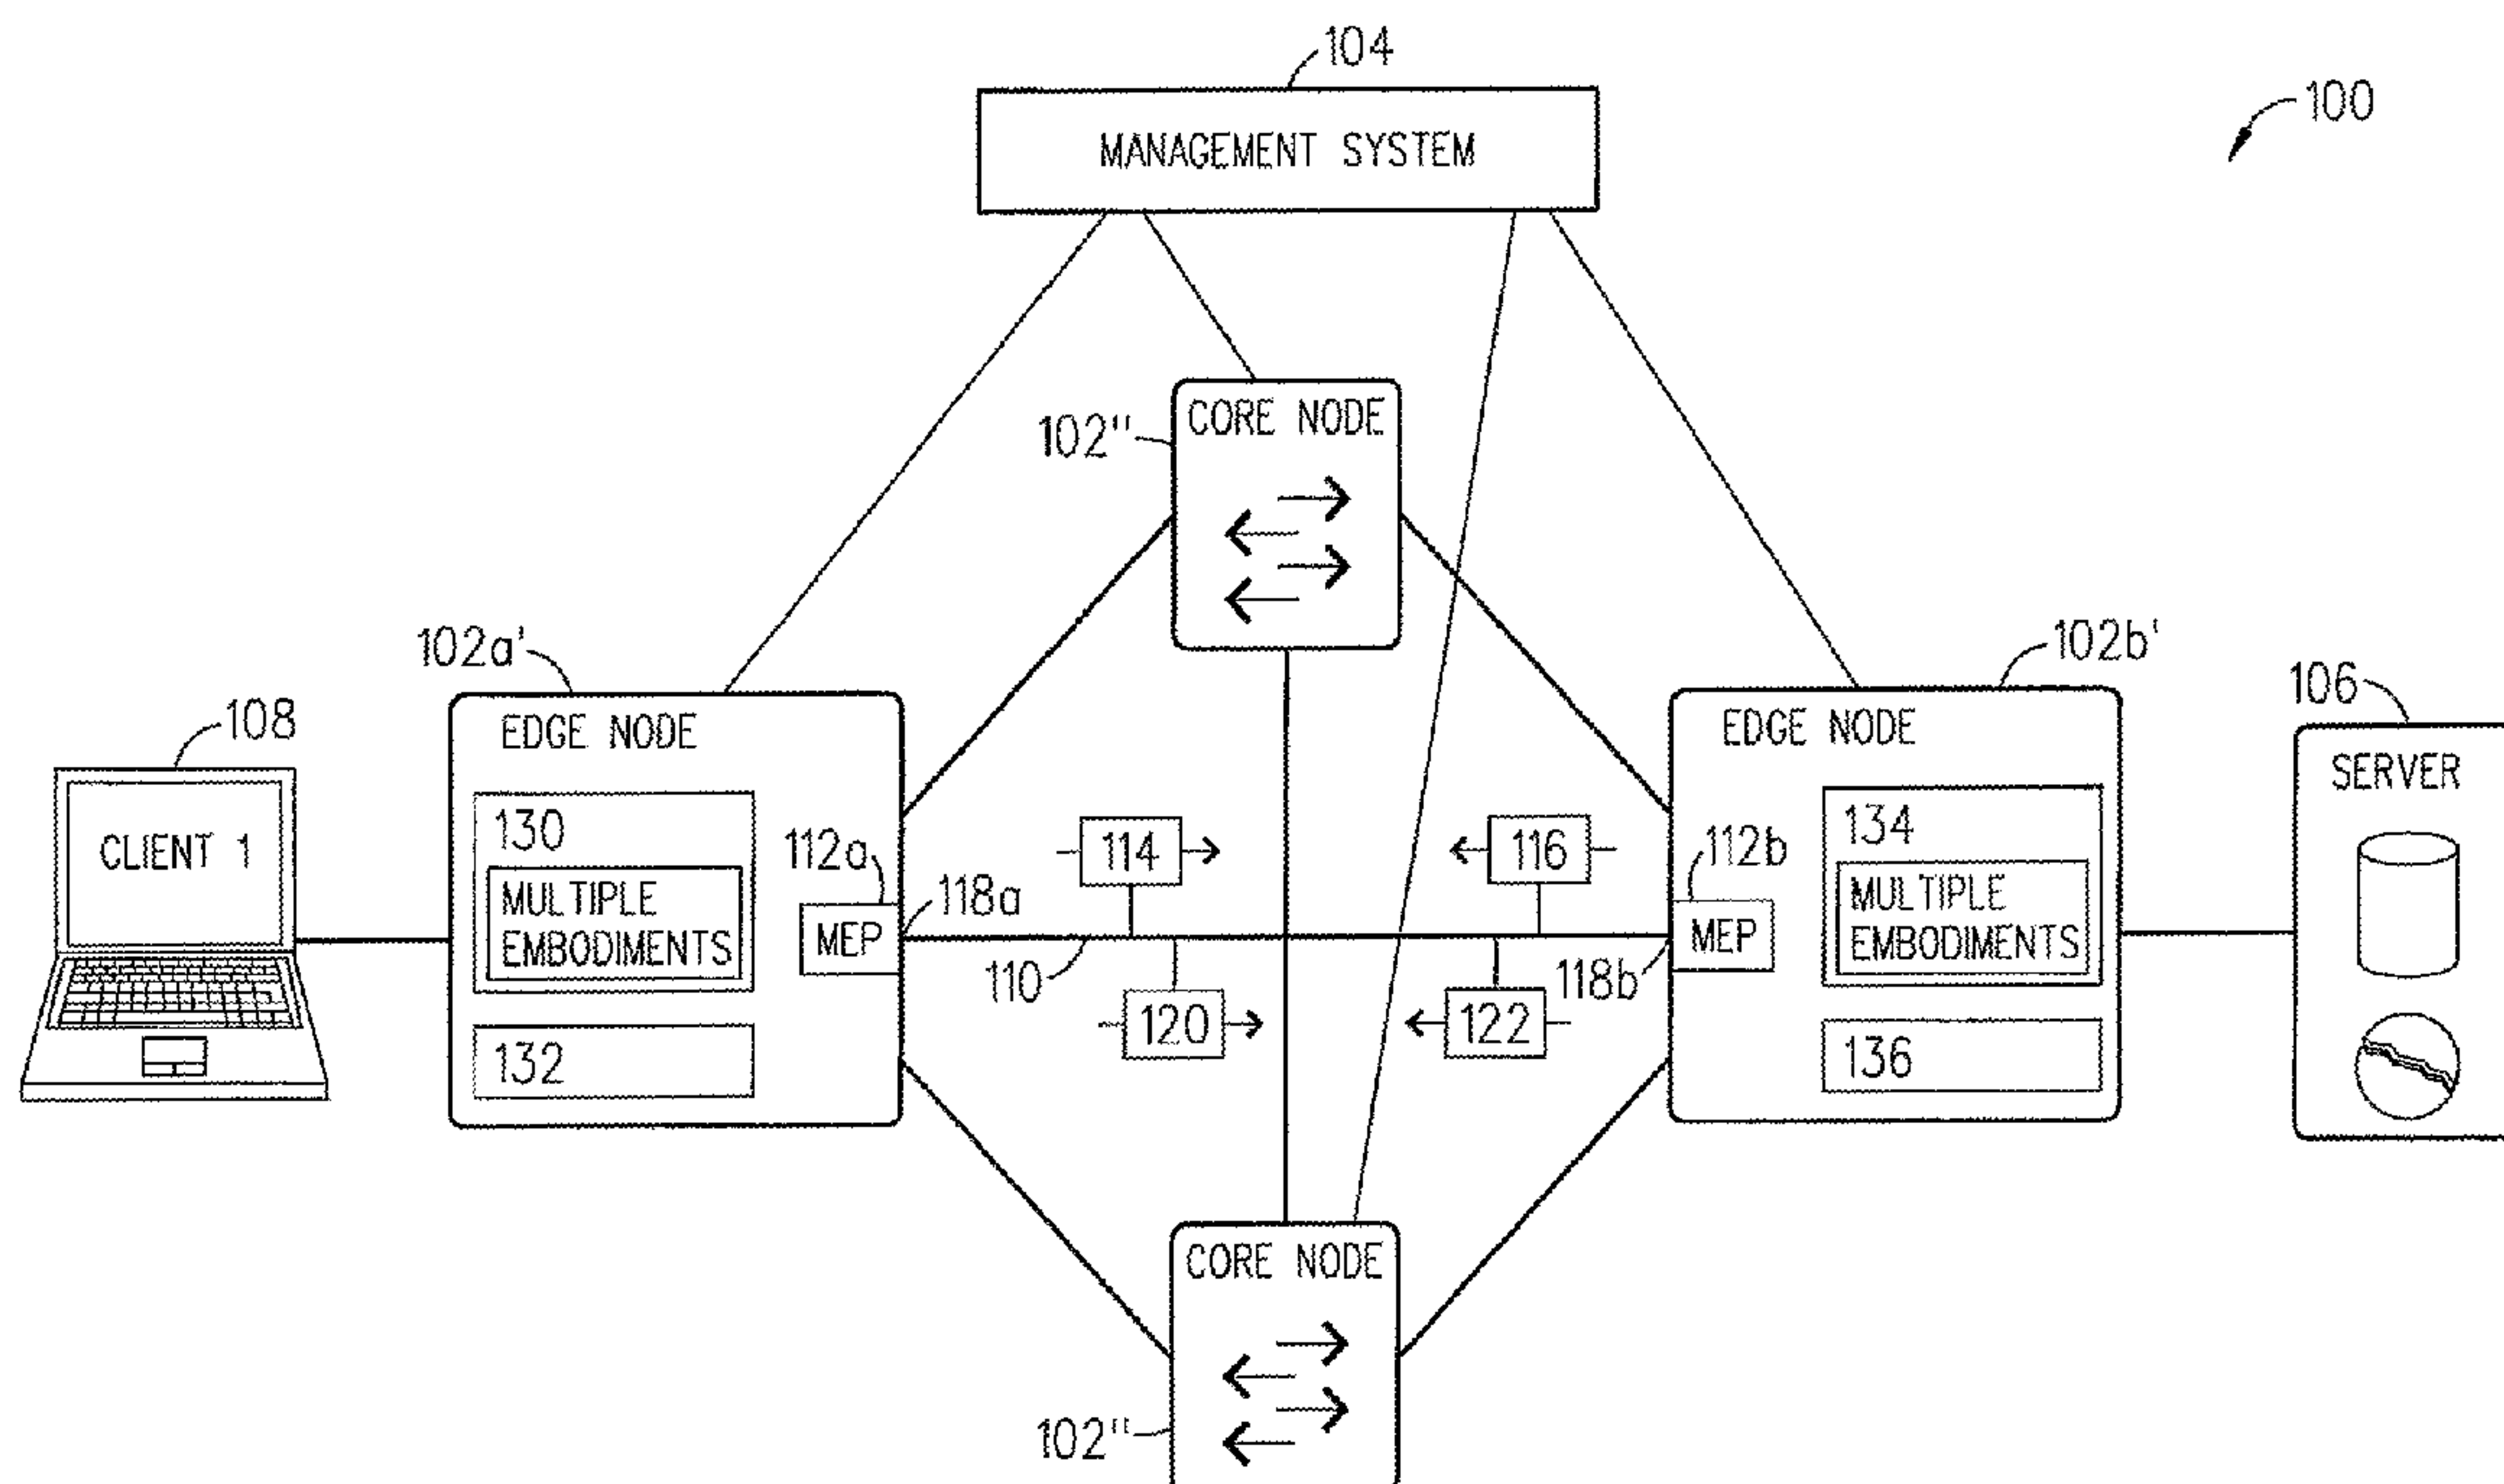 104
100
MANAGEMENT SYSTEM
102"
CORE NODE
102a'
102b'
106
108
EDGE NODE
EDGE NODE
SERVER
CLIENT 1
130
MULTIPLE
EMBODIMENTS
112a
MEP
118a
114
116
112b
MEP
134
MULTIPLE
EMBODIMENTS
110
118b
120
122
132
136
CORE NODE
102"